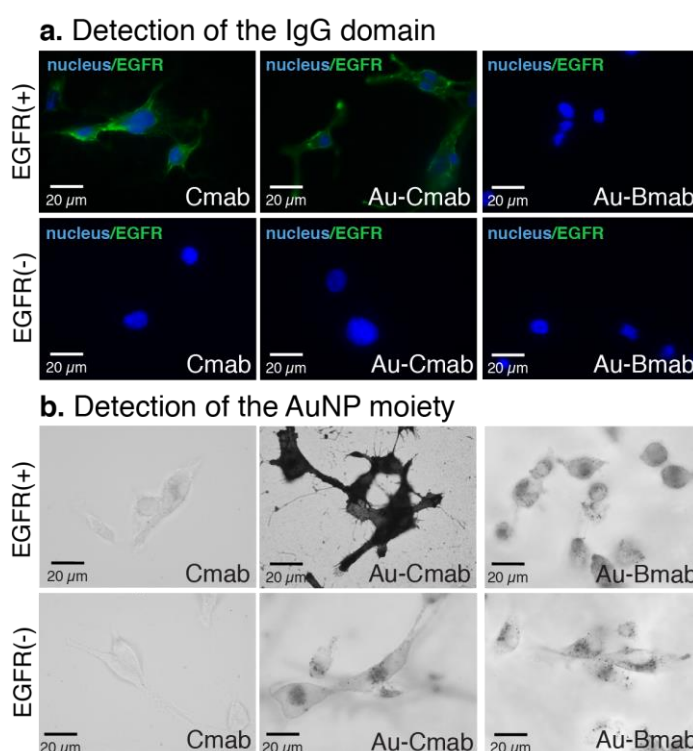 a. Detection of the IgG domain
EGFR(+)
nucleus/EGFR
20 µm
Cmab
nucleus/EGFR
20 µm
Au-Cmab
nucleus/EGFR
20 µm
Au-Bmab
EGFR(-)
nucleus/EGFR
20 µm
Cmab
nucleus/EGFR
20 µm
Au-Cmab
nucleus/EGFR
20 µm
Au-Bmab
b. Detection of the AuNP moiety
EGFR(+)
20 µm
Cmab
20 µm
Au-Cmab
20 µm
Au-Bmab
EGFR(-)
20 µm
Cmab
20 µm
Au-Cmab
20 µm
Au-Bmab